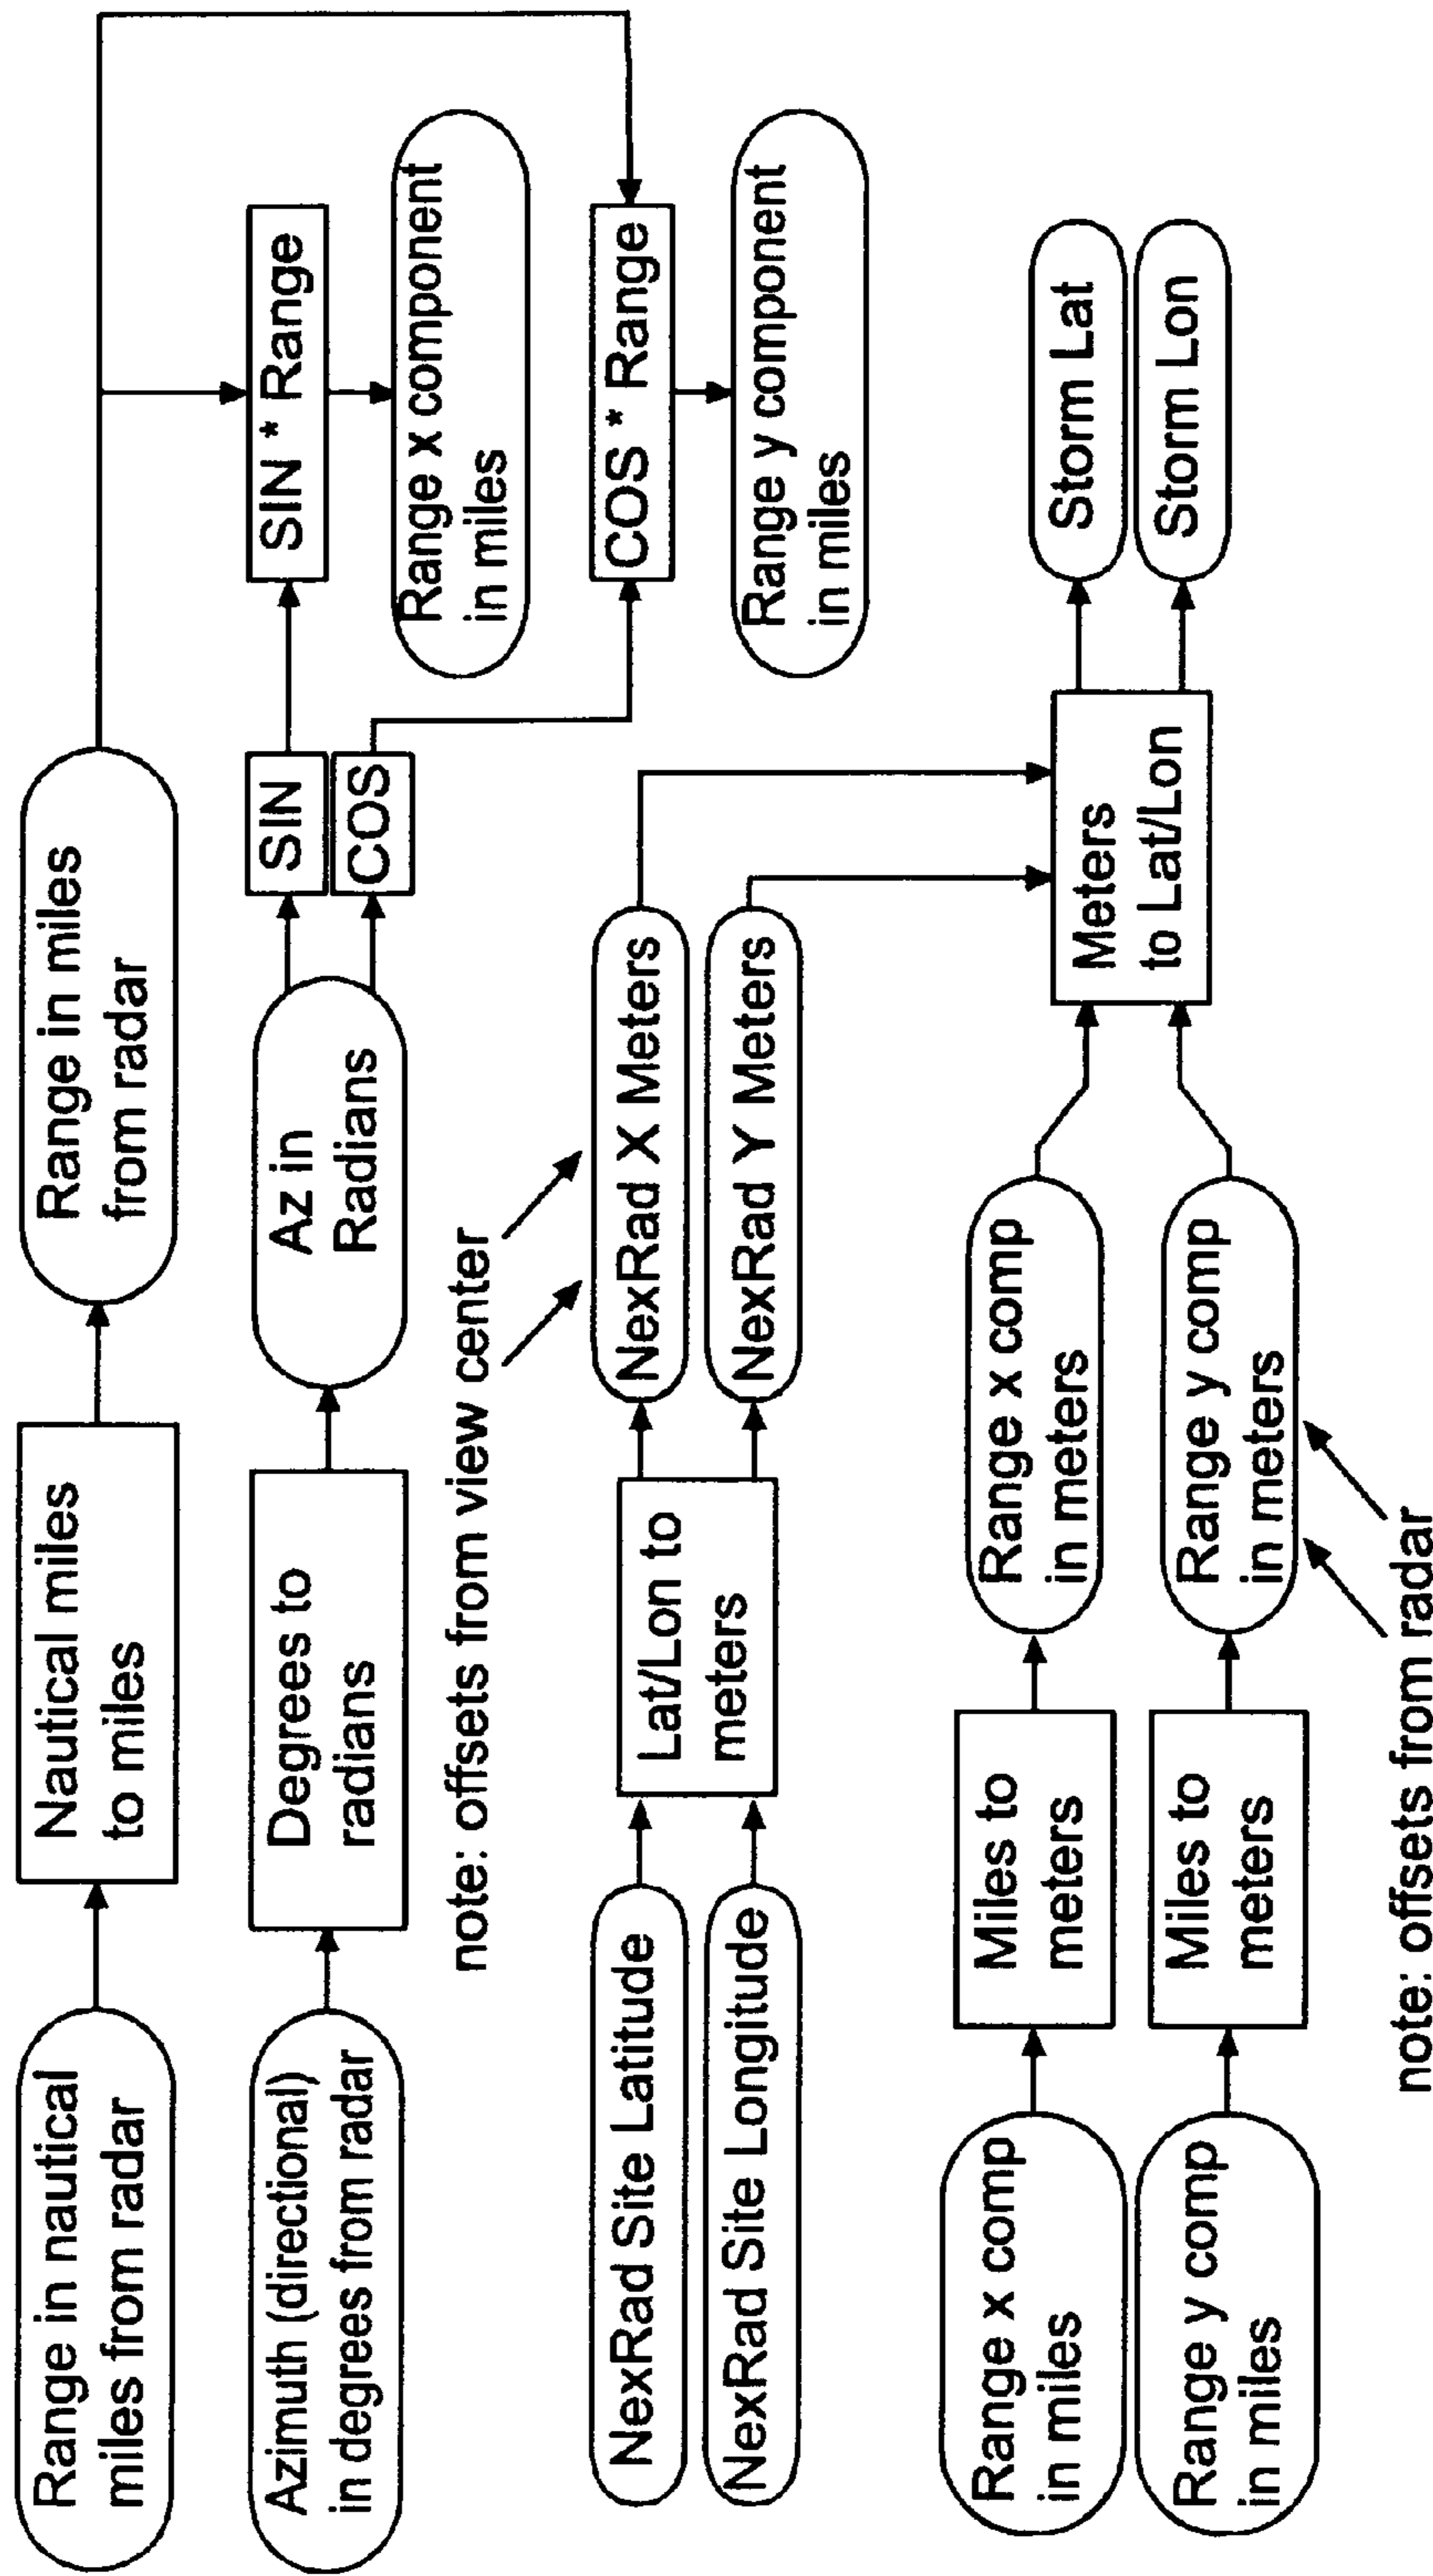 Range in nautical
miles from radar
Nautical miles
to miles
Range in miles
from radar
Azimuth (directional)
in degrees from radar
Degrees to
radians
Az in
Radians
SIN
COS
SIN * Range
Range x component
in miles
COS * Range
Range y component
in miles
note: offsets from view center
NexRad Site Latitude
NexRad Site Longitude
Lat/Lon to
meters
NexRad X Meters
NexRad Y Meters
Range x comp
in miles
Range y comp
in miles
Miles to
meters
Miles to
meters
Range x comp
in meters
Range y comp
in meters
Meters
to Lat/Lon
Storm Lat
Storm Lon
note: offsets from radar